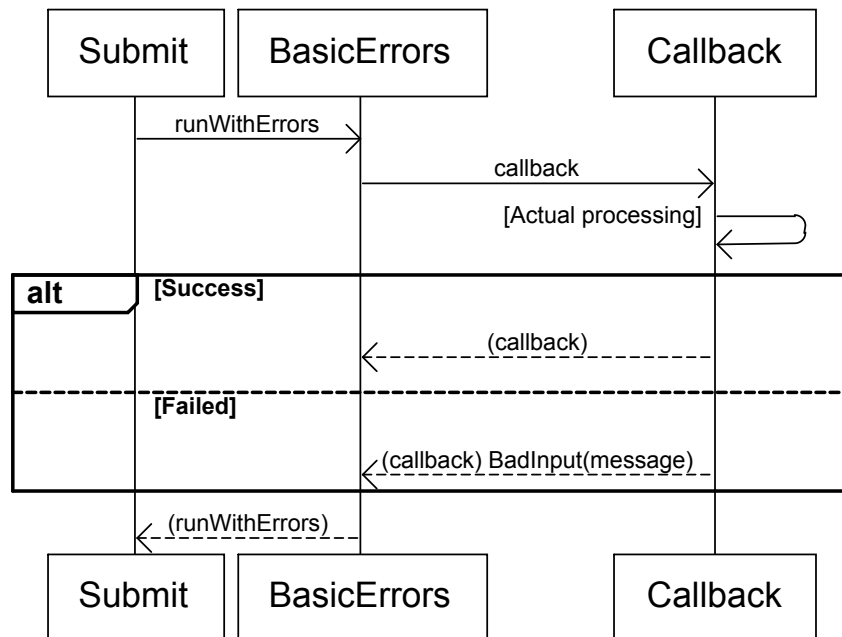 Submit
BasicErrors
Callback
runWithErrors
callback
[Actual processing]
alt
[Success]
(callback)
[Failed]
(callback) BadInput(message)
(runWithErrors)
Submit
BasicErrors
Callback